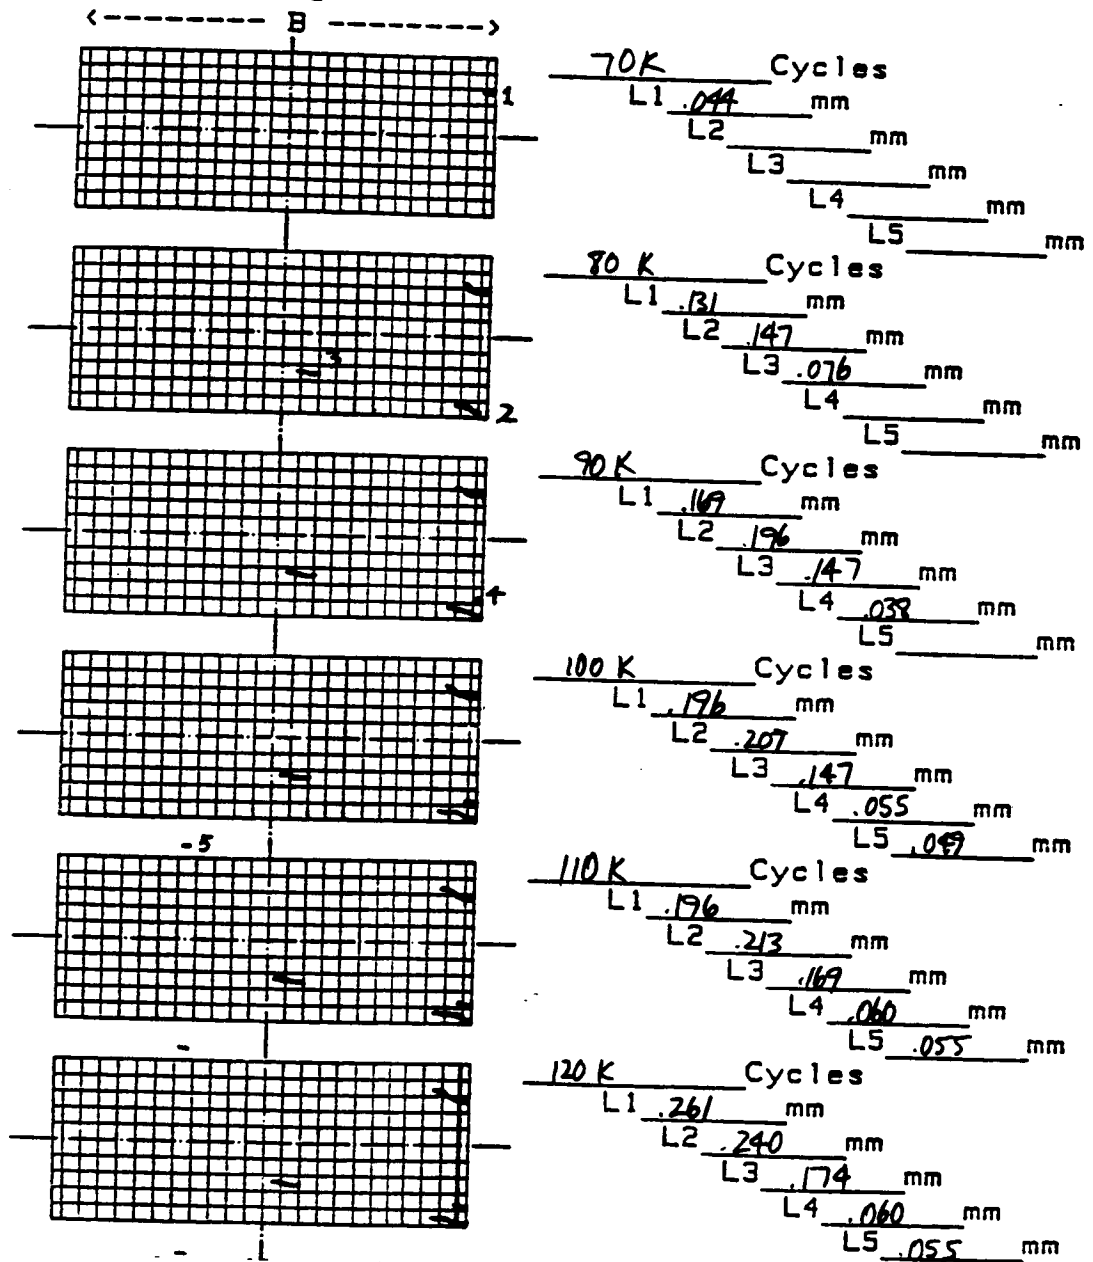 <-------- B -------->
70K Cycles
1
L1 .044 mm
L2 mm
L3 mm
L4 mm
L5 mm
80 K Cycles
L1 .131 mm
L2 .147 mm
3
L3 .076 mm
L4 mm
2
L5 mm
90 K Cycles
L1 .169 mm
L2 .196 mm
L3 .147 mm
4
L4 .038 mm
L5 mm
100 K Cycles
L1 .196 mm
L2 .207 mm
L3 .147 mm
L4 .055 mm
5
L5 .049 mm
110 K Cycles
L1 .196 mm
L2 .213 mm
L3 .169 mm
L4 .060 mm
L5 .055 mm
120 K Cycles
L1 .261 mm
L2 .240 mm
L3 .174 mm
L4 .060 mm
L5 .055 mm